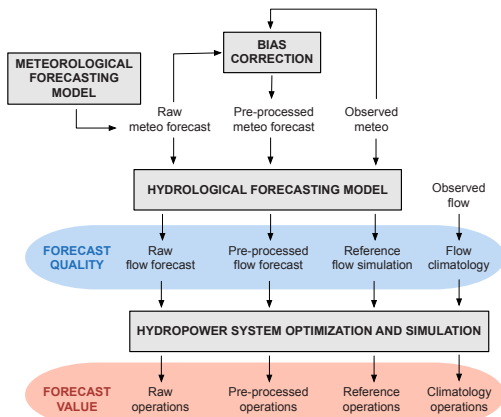 BIAS
CORRECTION
METEOROLOGICAL
FORECASTING
MODEL
Raw
meteo forecast
Pre-processed
meteo forecast
Observed
meteo
HYDROLOGICAL FORECASTING MODEL
Observed
flow
FORECAST
QUALITY
Raw
flow forecast
Pre-processed
flow forecast
Reference
flow simulation
Flow
climatology
HYDROPOWER SYSTEM OPTIMIZATION AND SIMULATION
FORECAST
VALUE
Raw
operations
Pre-processed
operations
Reference
operations
Climatology
operations